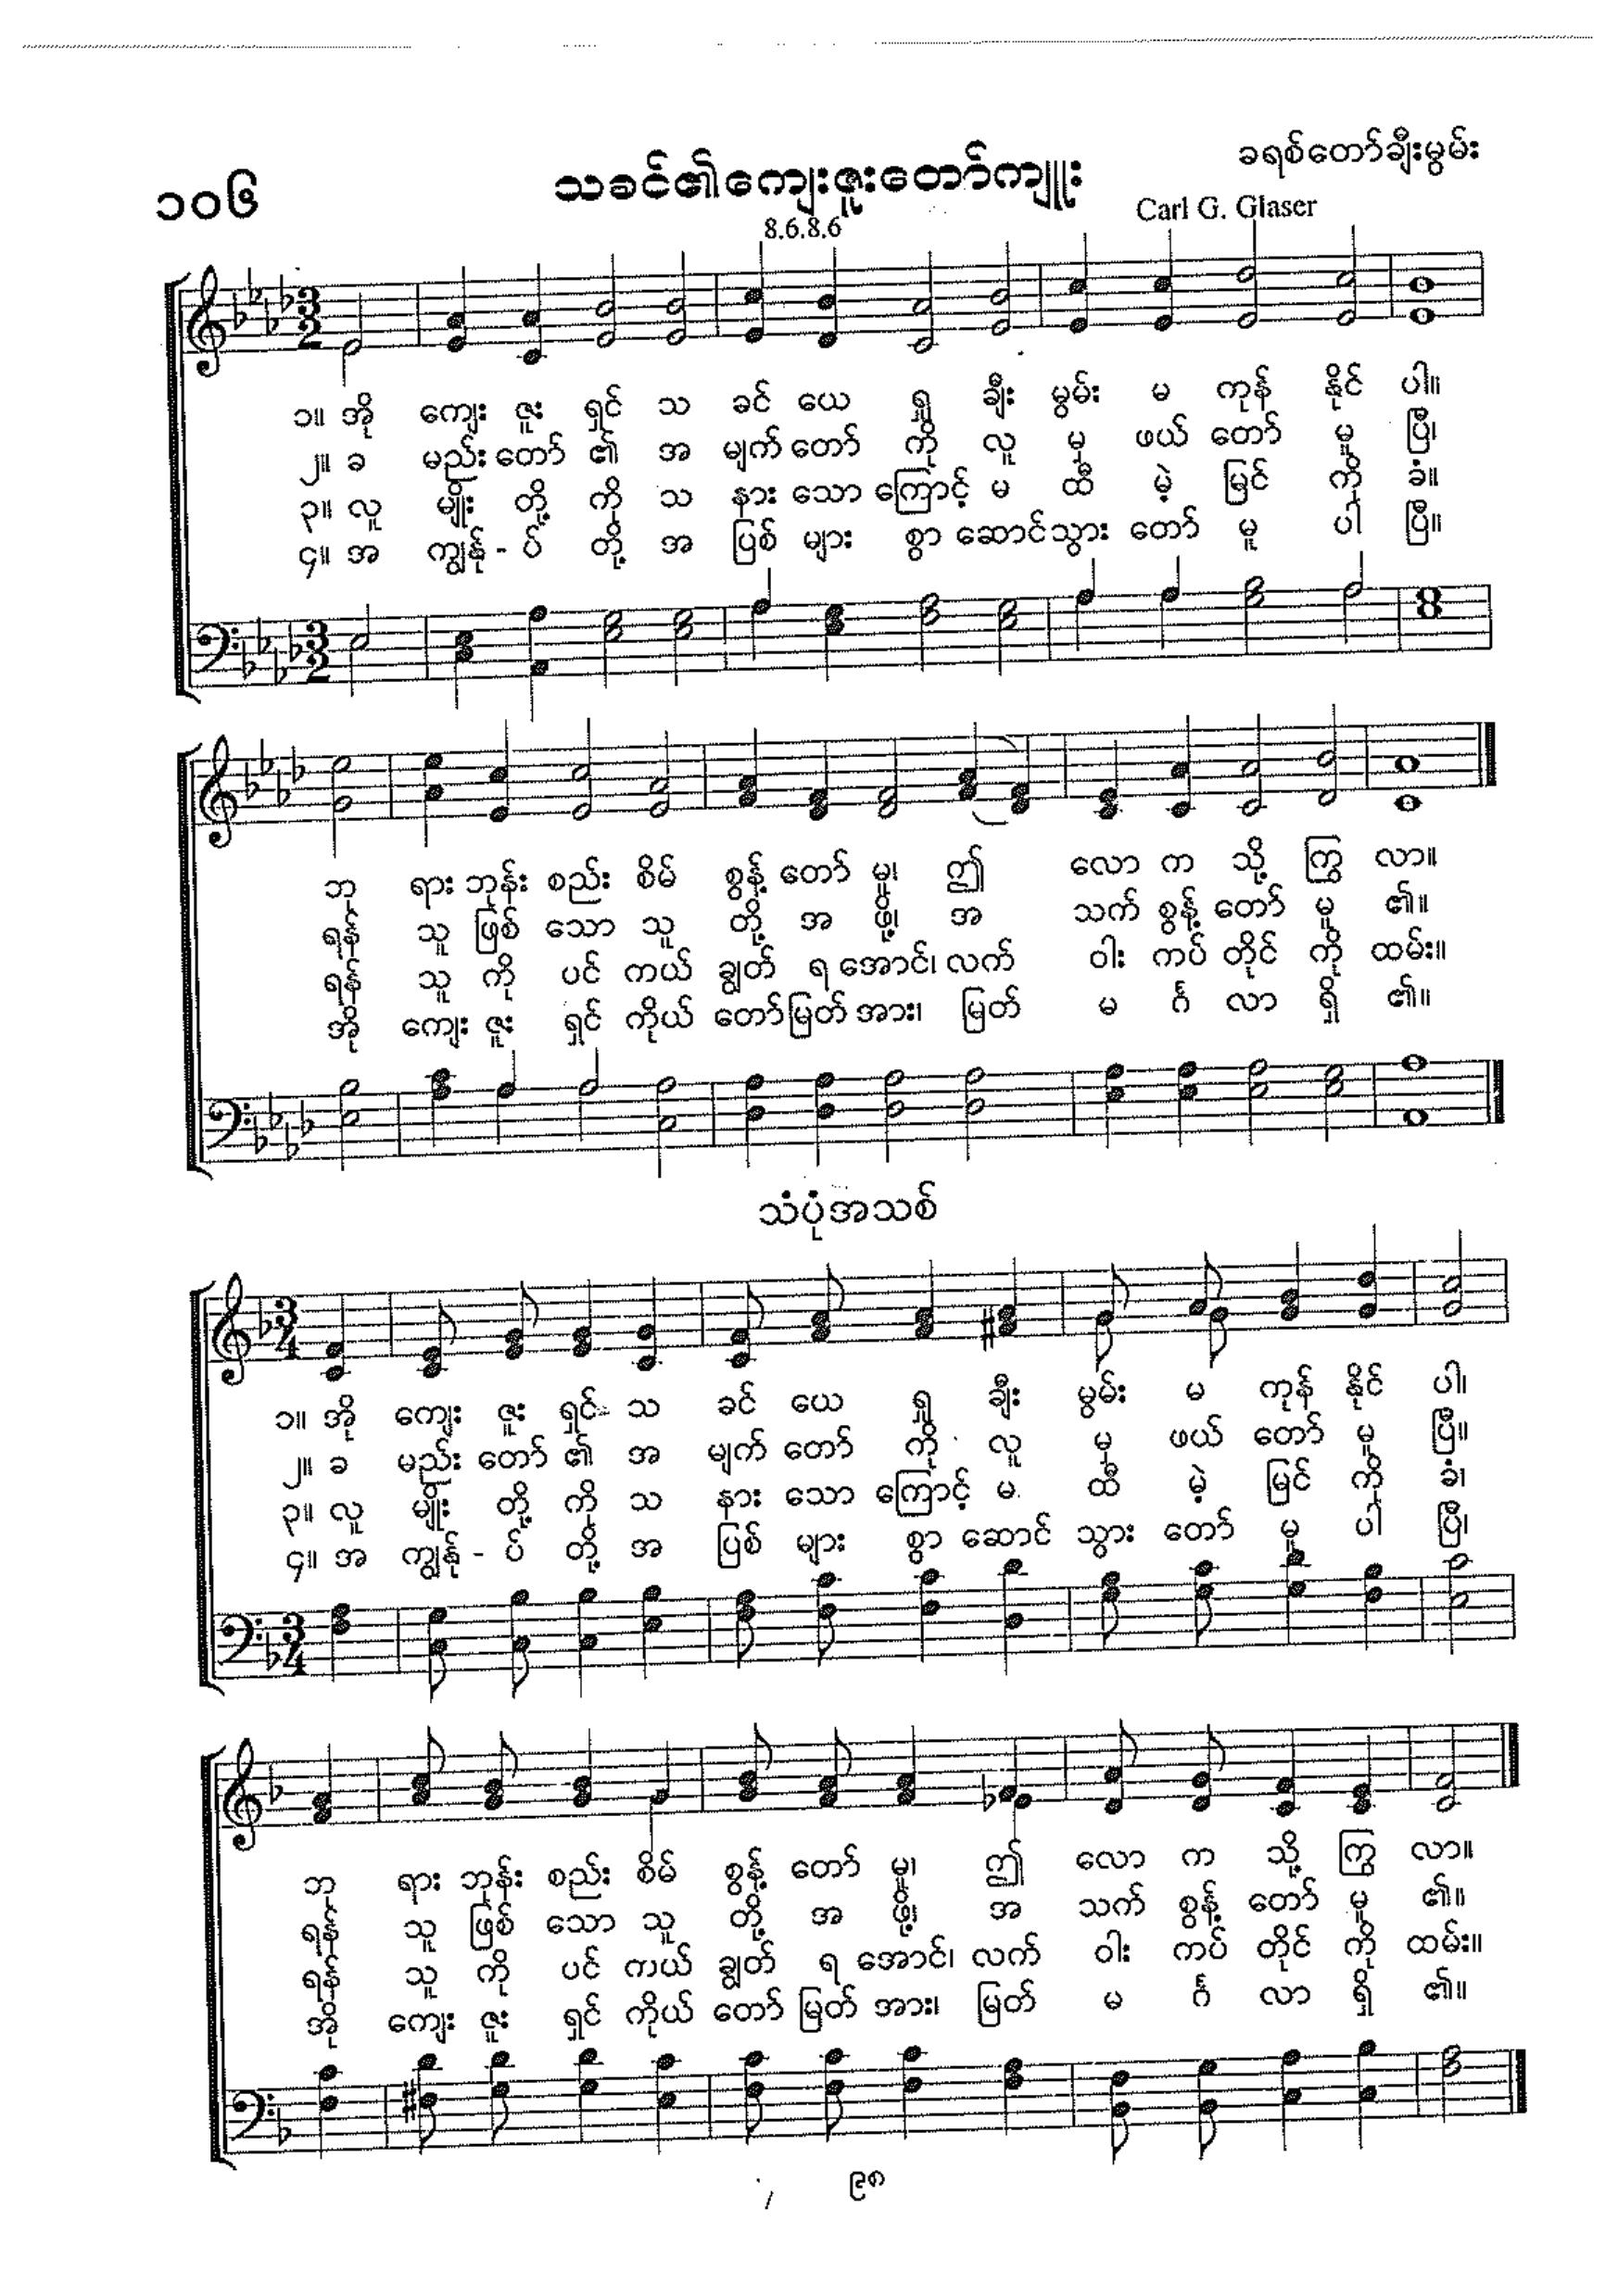 ခရစ်တော်ချီးမွမ်း
၁၀၆
သခင်၏ကျေးဇူးတော်ကျူး
Carl G. Glaser
8.6.8.6
၁။ အို ကျေး ဇူး ရှင် သ ခင် ယေ ရှု ချီး မွမ်း မ ကုန် နိုင် ပါ။
၂။ ခ မည်း တော် ၏ အ မျက် တော် ကို လူ မှ ဖယ် တော် မူ ပြီ၊
၃။ လူ မျိုး တို့ ကို သ နား သော ကြောင့် မ ထီ မဲ့ မြင် ကို ခံ။
၄။ အ ကျွန်ု - ပ် တို့ အ ပြစ် များ စွာ ဆောင် သွား တော် မူ ပါ ပြီ။
ဘု ရား ဘုန်း စည်း စိမ် စွန့် တော် မူ၊ ဤ လော က သို့ ကြွ လာ။
ရန် သူ ဖြစ် သော သူ တို့ အ ဖို့၊ အ သက် စွန့် တော် မူ ၏။
ရန် သူ ကို ပင် ကယ် ချွတ် ရ အောင်၊ လက် ဝါး ကပ် တိုင် ကို ထမ်း။
အို ကျေး ဇူး ရှင် ကိုယ် တော် မြတ် အား၊ မြတ် မ င်္ဂ လာ ရှိ ၏။
သံပုံအသစ်
၁။ အို ကျေး ဇူး ရှင် သ ခင် ယေ ရှု ချီး မွမ်း မ ကုန် နိုင် ပါ။
၂။ ခ မည်း တော် ၏ အ မျက် တော် ကို လူ မှ ဖယ် တော် မူ ပြီ။
၃။ လူ မျိုး တို့ ကို သ နား သော ကြောင့် မ ထီ မဲ့ မြင် ကို ခံ၊
၄။ အ ကျွန်ု - ပ် တို့ အ ပြစ် များ စွာ ဆောင် သွား တော် မူ ပါ ပြီ၊
ဘု ရား ဘုန်း စည်း စိမ် စွန့် တော် မူ၊ ဤ လော က သို့ ကြွ လာ။
ရန် သူ ဖြစ် သော သူ တို့ အ ဖို့၊ အ သက် စွန့် တော် မူ ၏။
ရန် သူ ကို ပင် ကယ် ချွတ် ရ အောင်၊ လက် ဝါး ကပ် တိုင် ကို ထမ်း။
အို ကျေး ဇူး ရှင် ကိုယ် တော် မြတ် အား၊ မြတ် မ င်္ဂ လာ ရှိ ၏။
၉၈